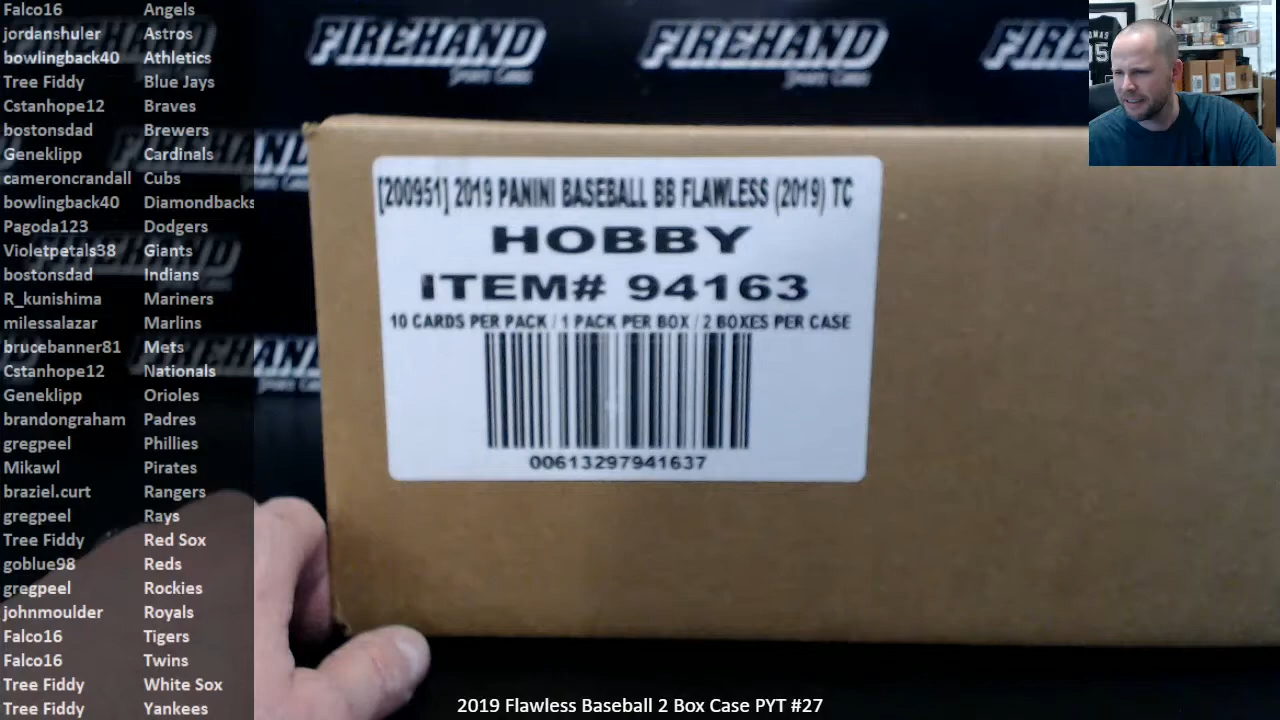 Falco16 Angels
jordanshuler Astros
bowlingback40 Athletics
Tree Fiddy Blue Jays
Cstanhope12 Braves
bostonsdad Brewers
Geneklipp Cardinals
cameroncrandall Cubs
bowlingback40 Diamondbacks
Pagoda123 Dodgers
Violetpetals38 Giants
bostonsdad Indians
R_kunishima Mariners
milessalazar Marlins
brucebanner81 Mets
Cstanhope12 Nationals
Geneklipp Orioles
brandongraham Padres
gregpeel Phillies
Mikawl Pirates
braziel.curt Rangers
gregpeel Rays
Tree Fiddy Red Sox
goblue98 Reds
gregpeel Rockies
johnmoulder Royals
Falco16 Tigers
Falco16 Twins
Tree Fiddy White Sox
Tree Fiddy Yankees
FIREHAND FIREHAND FIRE
[200951] 2019 PANINI BASEBALL BB FLAWLESS (2019) TC
HOBBY
ITEM# 94163
10 CARDS PER PACK / 1 PACK PER BOX / 2 BOXES PER CASE
00613297941637
2019 Flawless Baseball 2 Box Case PYT #27